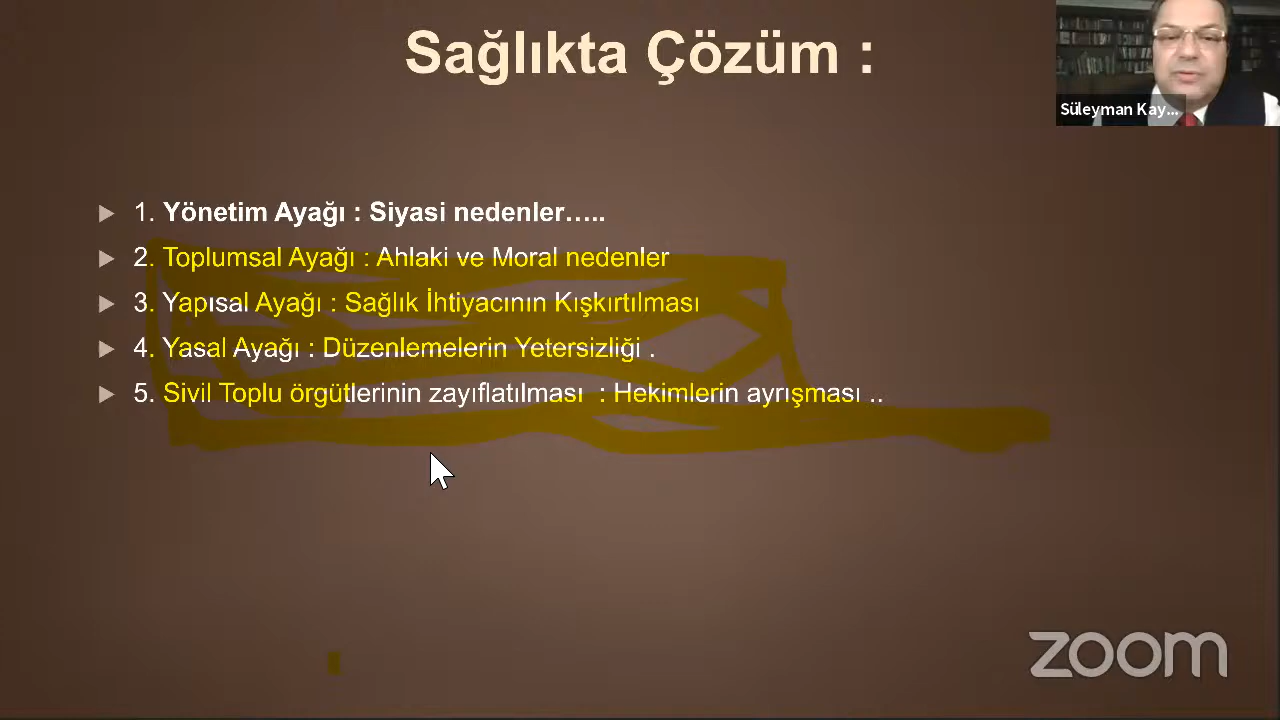 Sağlıkta Çözüm :
Süleyman Kay...
1. Yönetim Ayağı : Siyasi nedenler…..
2. Toplumsal Ayağı : Ahlaki ve Moral nedenler
3. Yapısal Ayağı : Sağlık İhtiyacının Kışkırtılması
4. Yasal Ayağı : Düzenlemelerin Yetersizliği .
5. Sivil Toplu örgütlerinin zayıflatılması : Hekimlerin ayrışması ..
zoom